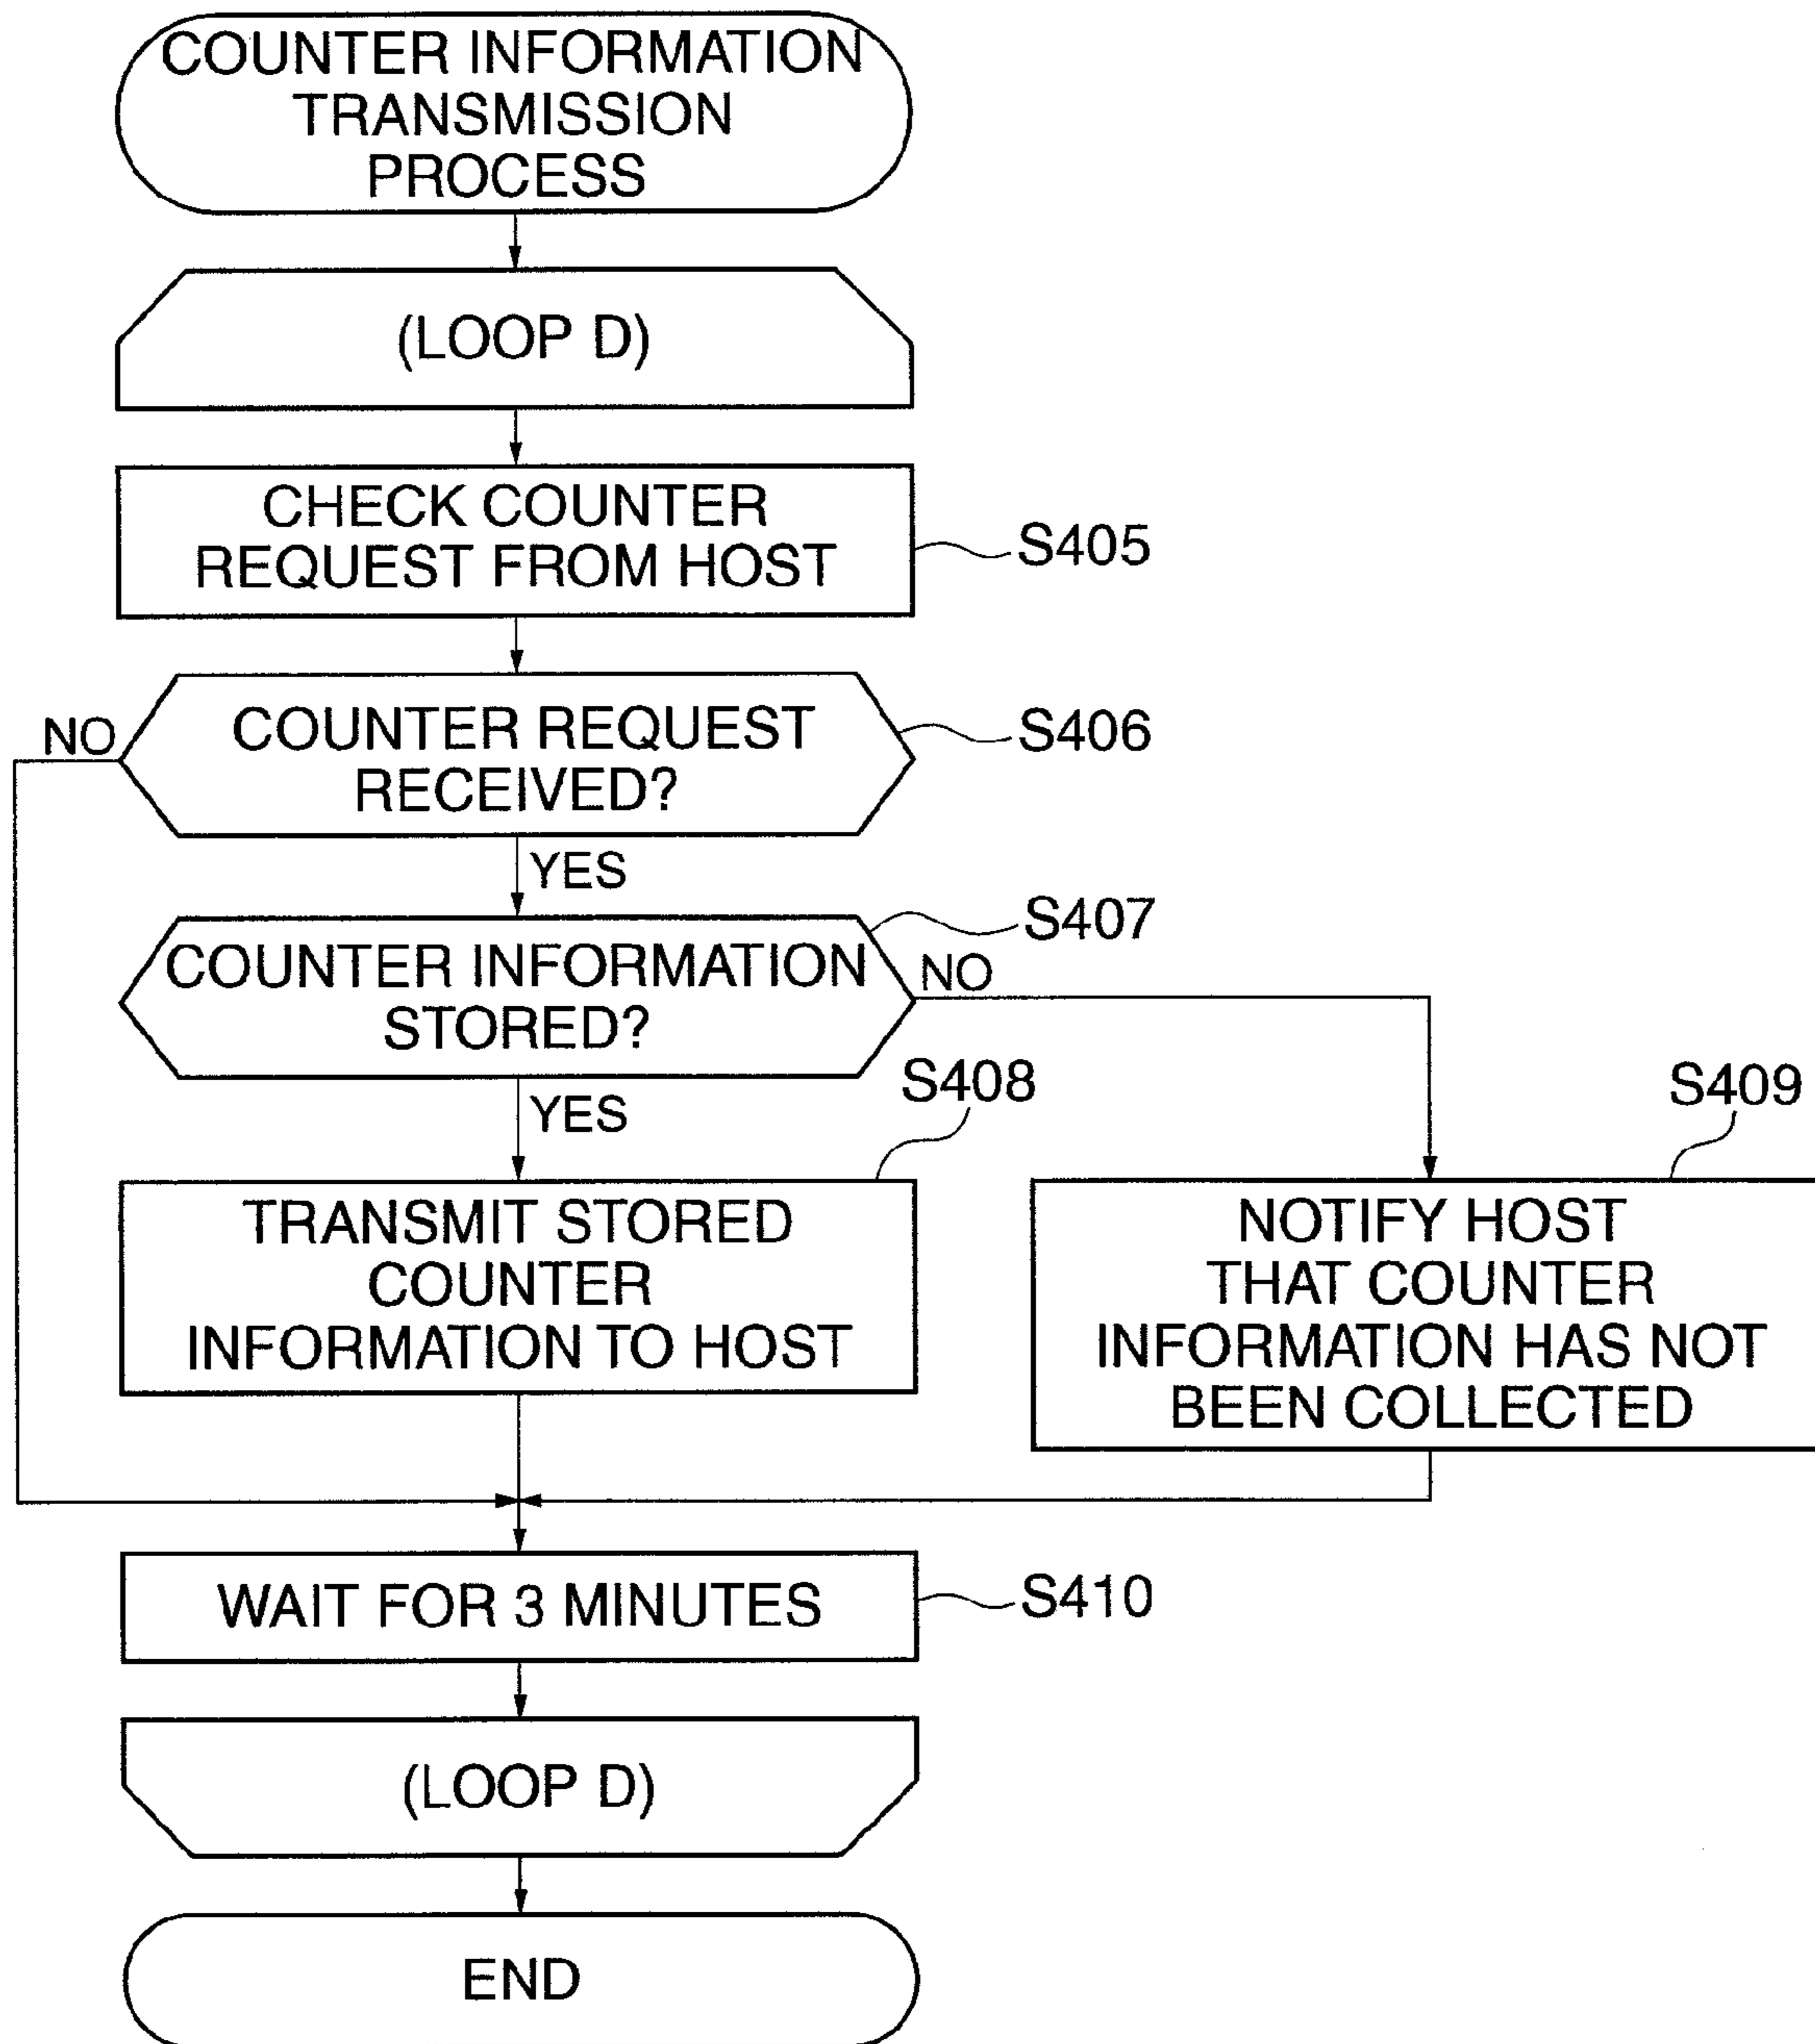 COUNTER INFORMATION
TRANSMISSION
PROCESS
(LOOP D)
CHECK COUNTER
REQUEST FROM HOST
S405
COUNTER REQUEST
RECEIVED?
S406
NO
YES
COUNTER INFORMATION
STORED?
S407
NO
YES
S408
TRANSMIT STORED
COUNTER
INFORMATION TO HOST
S409
NOTIFY HOST
THAT COUNTER
INFORMATION HAS NOT
BEEN COLLECTED
WAIT FOR 3 MINUTES
S410
(LOOP D)
END